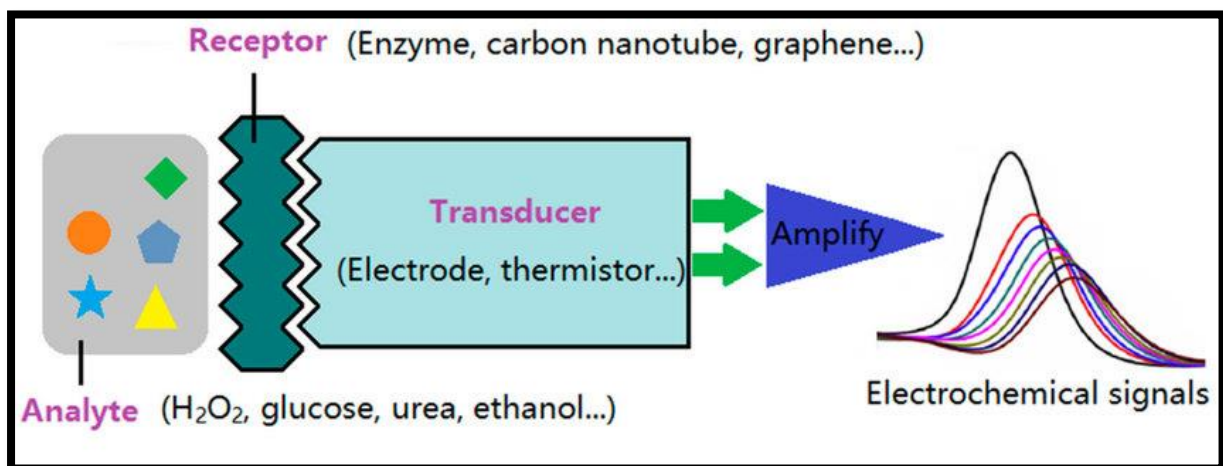 Receptor (Enzyme, carbon nanotube, graphene...)
Transducer
(Electrode, thermistor...)
Amplify
Electrochemical signals
Analyte (H₂O₂, glucose, urea, ethanol...)